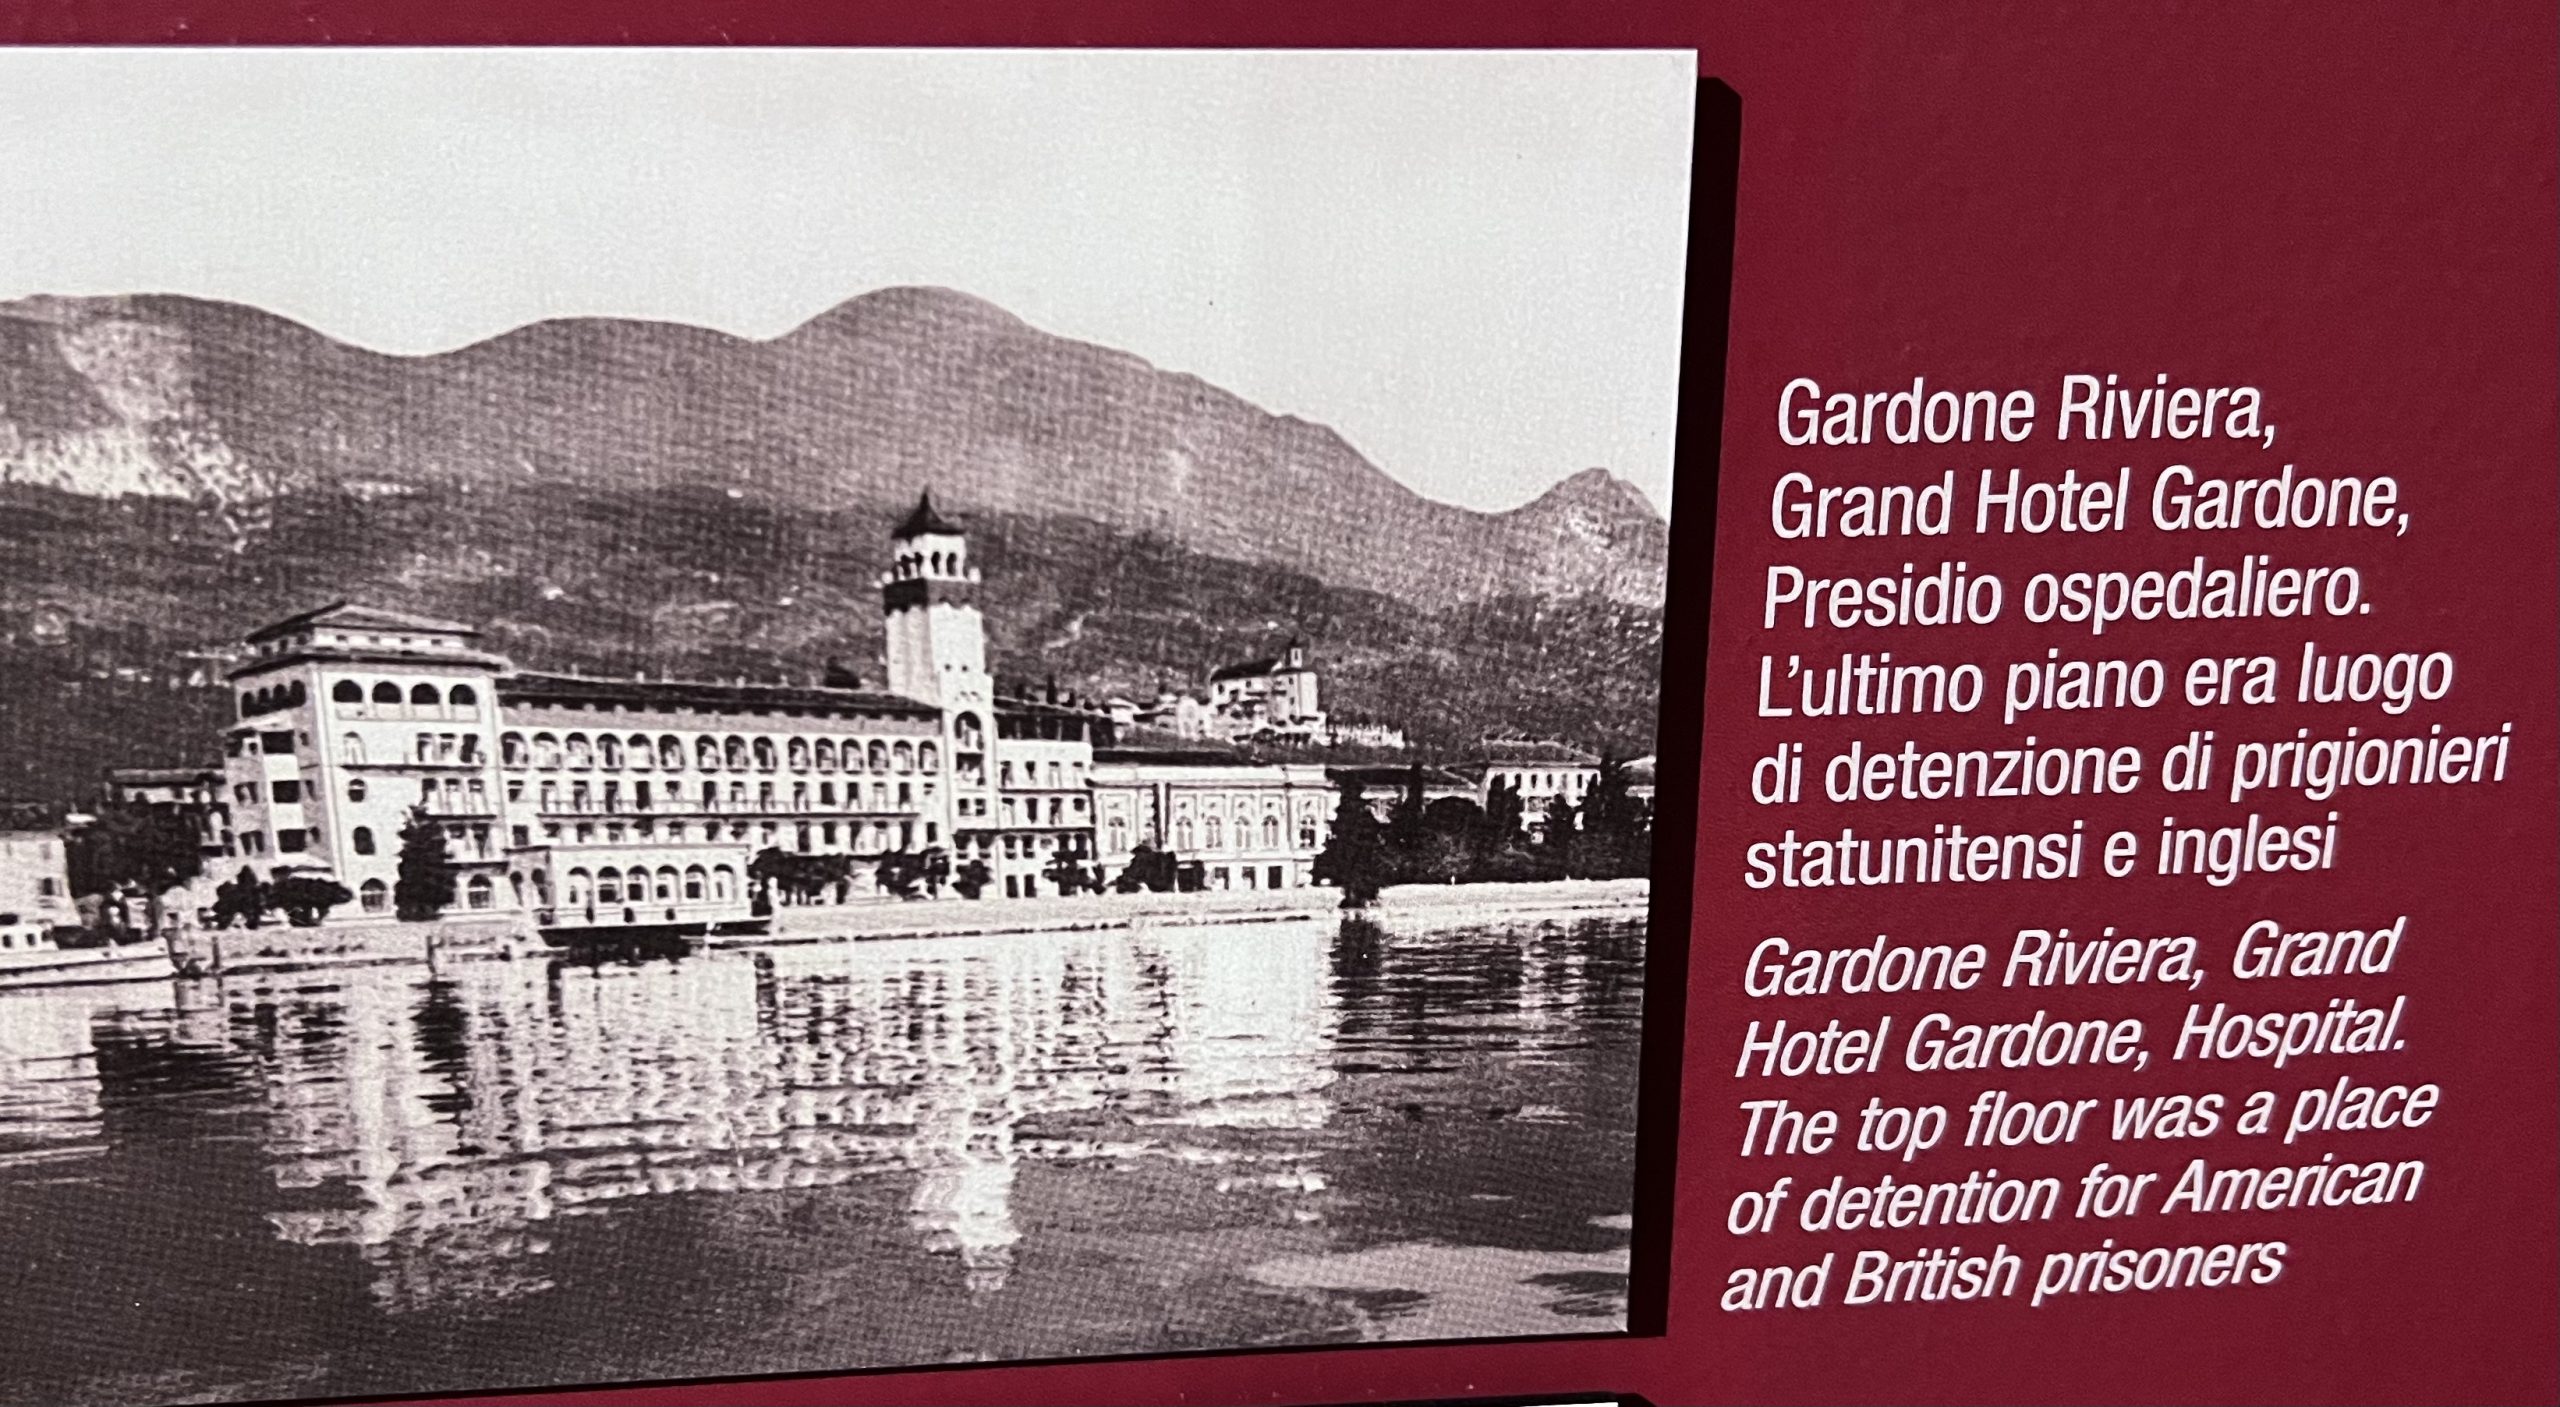 Gardone Riviera,
Grand Hotel Gardone,
Presidio ospedaliero.
L'ultimo piano era luogo
di detenzione di prigionieri
statunitensi e inglesi
Gardone Riviera, Grand
Hotel Gardone, Hospital.
The top floor was a place
of detention for American
and British prisoners